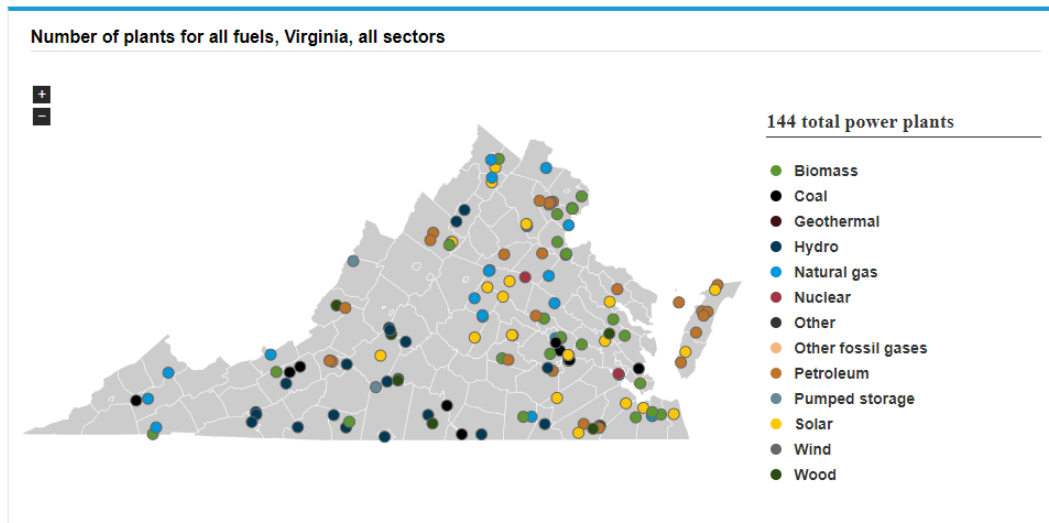 Number of plants for all fuels, Virginia, all sectors
+
−
144 total power plants
Biomass
Coal
Geothermal
Hydro
Natural gas
Nuclear
Other
Other fossil gases
Petroleum
Pumped storage
Solar
Wind
Wood